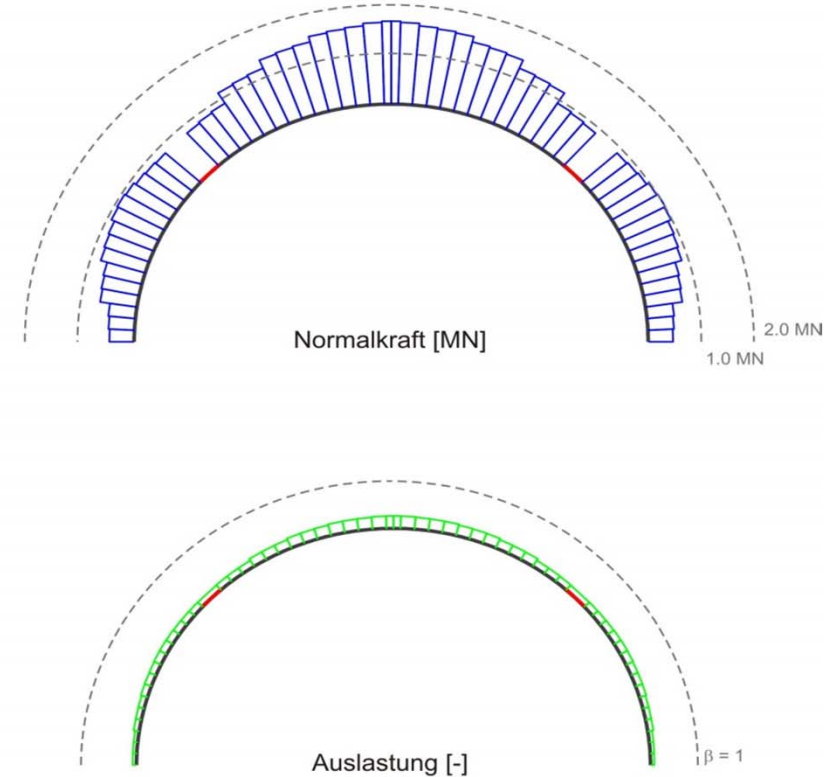 Normalkraft [MN]
2.0 MN
1.0 MN
Auslastung [-]
β = 1